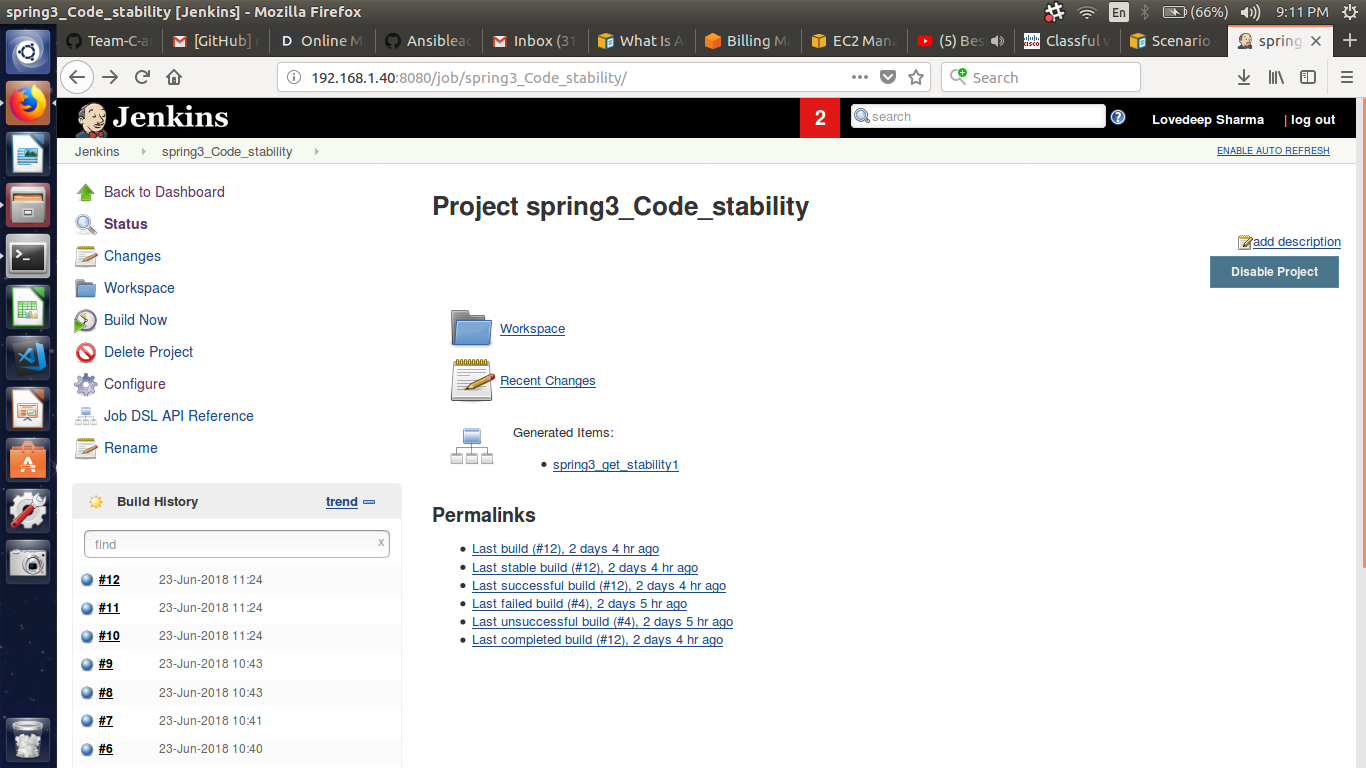 spring3_Code_stability [Jenkins] - Mozilla Firefox
En (66%) 9:11 PM
Team-C-a [GitHub] Online M Ansiblea Inbox (31 What Is A Billing Ma EC2 Mana (5) Bes Classful Scenario spring
192.168.1.40:8080/job/spring3_Code_stability/
Search
Jenkins
2
search
Lovedeep Sharma | log out
Jenkins spring3_Code_stability
ENABLE AUTO REFRESH
Back to Dashboard
Status
Changes
Workspace
Build Now
Delete Project
Configure
Job DSL API Reference
Rename
Build History trend
find x
#12 23-Jun-2018 11:24
#11 23-Jun-2018 11:24
#10 23-Jun-2018 11:24
#9 23-Jun-2018 10:43
#8 23-Jun-2018 10:43
#7 23-Jun-2018 10:41
#6 23-Jun-2018 10:40
Project spring3_Code_stability
add description
Disable Project
Workspace
Recent Changes
Generated Items:
spring3_get_stability1
Permalinks
Last build (#12), 2 days 4 hr ago
Last stable build (#12), 2 days 4 hr ago
Last successful build (#12), 2 days 4 hr ago
Last failed build (#4), 2 days 5 hr ago
Last unsuccessful build (#4), 2 days 5 hr ago
Last completed build (#12), 2 days 4 hr ago